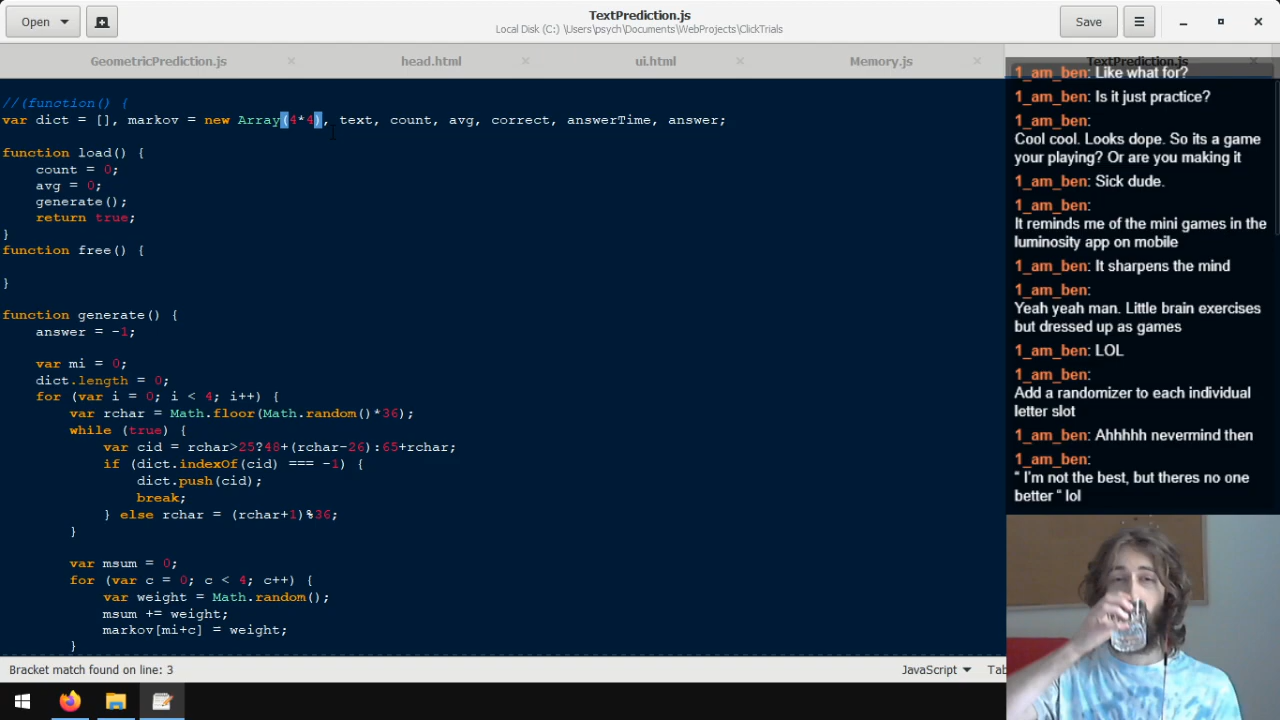 Open
TextPrediction.js
Local Disk (C:) \Users\psych\Documents\WebProjects\ClickTrials
Save
GeometricPrediction.js
head.html
ui.html
Memory.js
TextPrediction.js
//(function() {
var dict = [], markov = new Array(4*4), text, count, avg, correct, answerTime, answer;
function load() {
count = 0;
avg = 0;
generate();
return true;
}
function free() {
}
function generate() {
answer = -1;
var mi = 0;
dict.length = 0;
for (var i = 0; i < 4; i++) {
var rchar = Math.floor(Math.random()*36);
while (true) {
var cid = rchar>25?48+(rchar-26):65+rchar;
if (dict.indexOf(cid) === -1) {
dict.push(cid);
break;
} else rchar = (rchar+1)%36;
}
var msum = 0;
for (var c = 0; c < 4; c++) {
var weight = Math.random();
msum += weight;
markov[mi+c] = weight;
}
Bracket match found on line: 3
JavaScript
Tab
1_am_ben: Like what for?
1_am_ben: Is it just practice?
1_am_ben:
Cool cool. Looks dope. So its a game
your playing? Or are you making it
1_am_ben: Sick dude.
1_am_ben:
It reminds me of the mini games in the
luminosity app on mobile
1_am_ben: It sharpens the mind
1_am_ben:
Yeah yeah man. Little brain exercises
but dressed up as games
1_am_ben: LOL
1_am_ben:
Add a randomizer to each individual
letter slot
1_am_ben: Ahhhhh nevermind then
1_am_ben:
“ I’m not the best, but theres no one
better “ lol